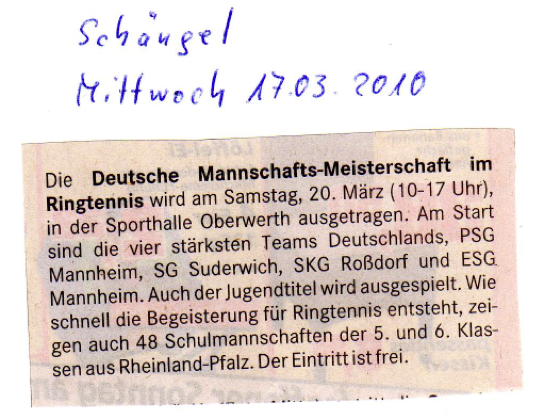 Schängel
Mittwoch 17.03.2010
Die Deutsche Mannschafts-Meisterschaft im
Ringtennis wird am Samstag, 20. März (10-17 Uhr),
in der Sporthalle Oberwerth ausgetragen. Am Start
sind die vier stärksten Teams Deutschlands, PSG
Mannheim, SG Suderwich, SKG Roßdorf und ESG
Mannheim. Auch der Jugendtitel wird ausgespielt. Wie
schnell die Begeisterung für Ringtennis entsteht, zei-
gen auch 48 Schulmannschaften der 5. und 6. Klas-
sen aus Rheinland-Pfalz. Der Eintritt ist frei.